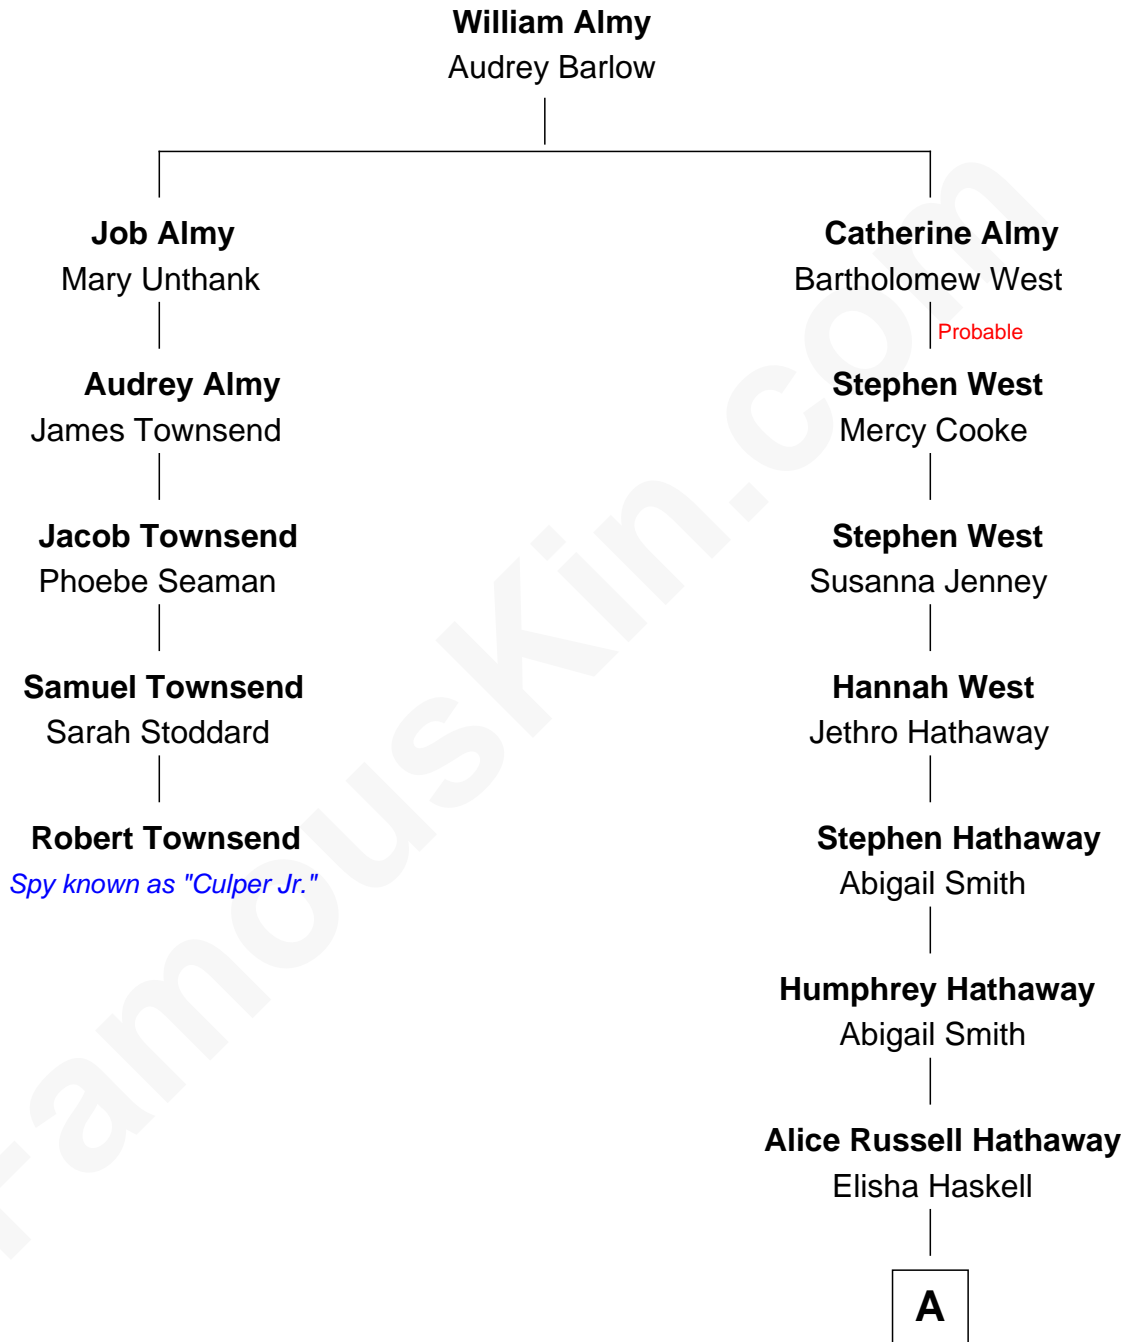 William Almy
Audrey Barlow
Job Almy
Mary Unthank
Audrey Almy
James Townsend
Jacob Townsend
Phoebe Seaman
Samuel Townsend
Sarah Stoddard
Robert Townsend
Spy known as "Culper Jr."
Catherine Almy
Bartholomew West
Probable
Stephen West
Mercy Cooke
Stephen West
Susanna Jenney
Hannah West
Jethro Hathaway
Stephen Hathaway
Abigail Smith
Humphrey Hathaway
Abigail Smith
Alice Russell Hathaway
Elisha Haskell
A
FamousKin.com